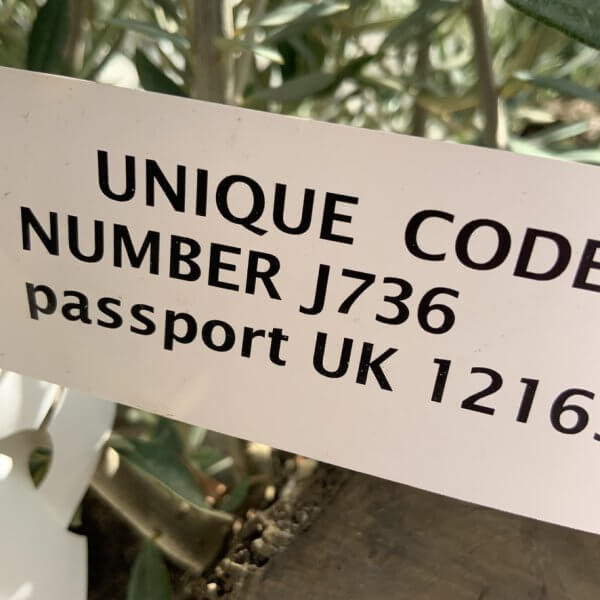 UNIQUE CODE
NUMBER J736
passport UK 1216